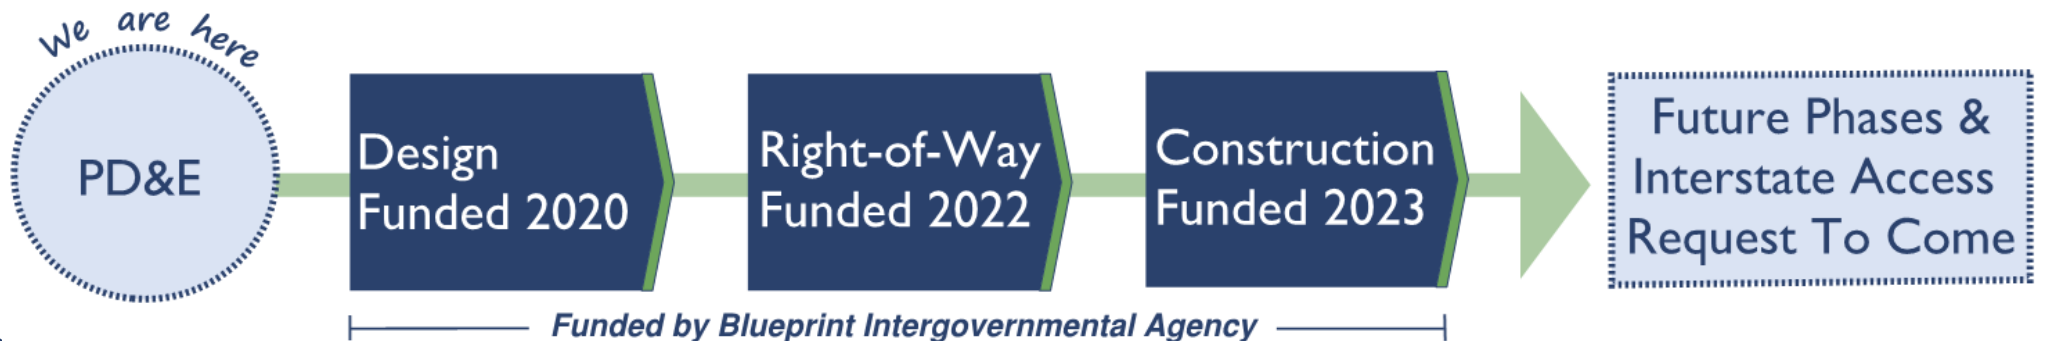 We are here
PD&E
Design
Funded 2020
Right-of-Way
Funded 2022
Construction
Funded 2023
Future Phases &
Interstate Access
Request To Come
Funded by Blueprint Intergovernmental Agency